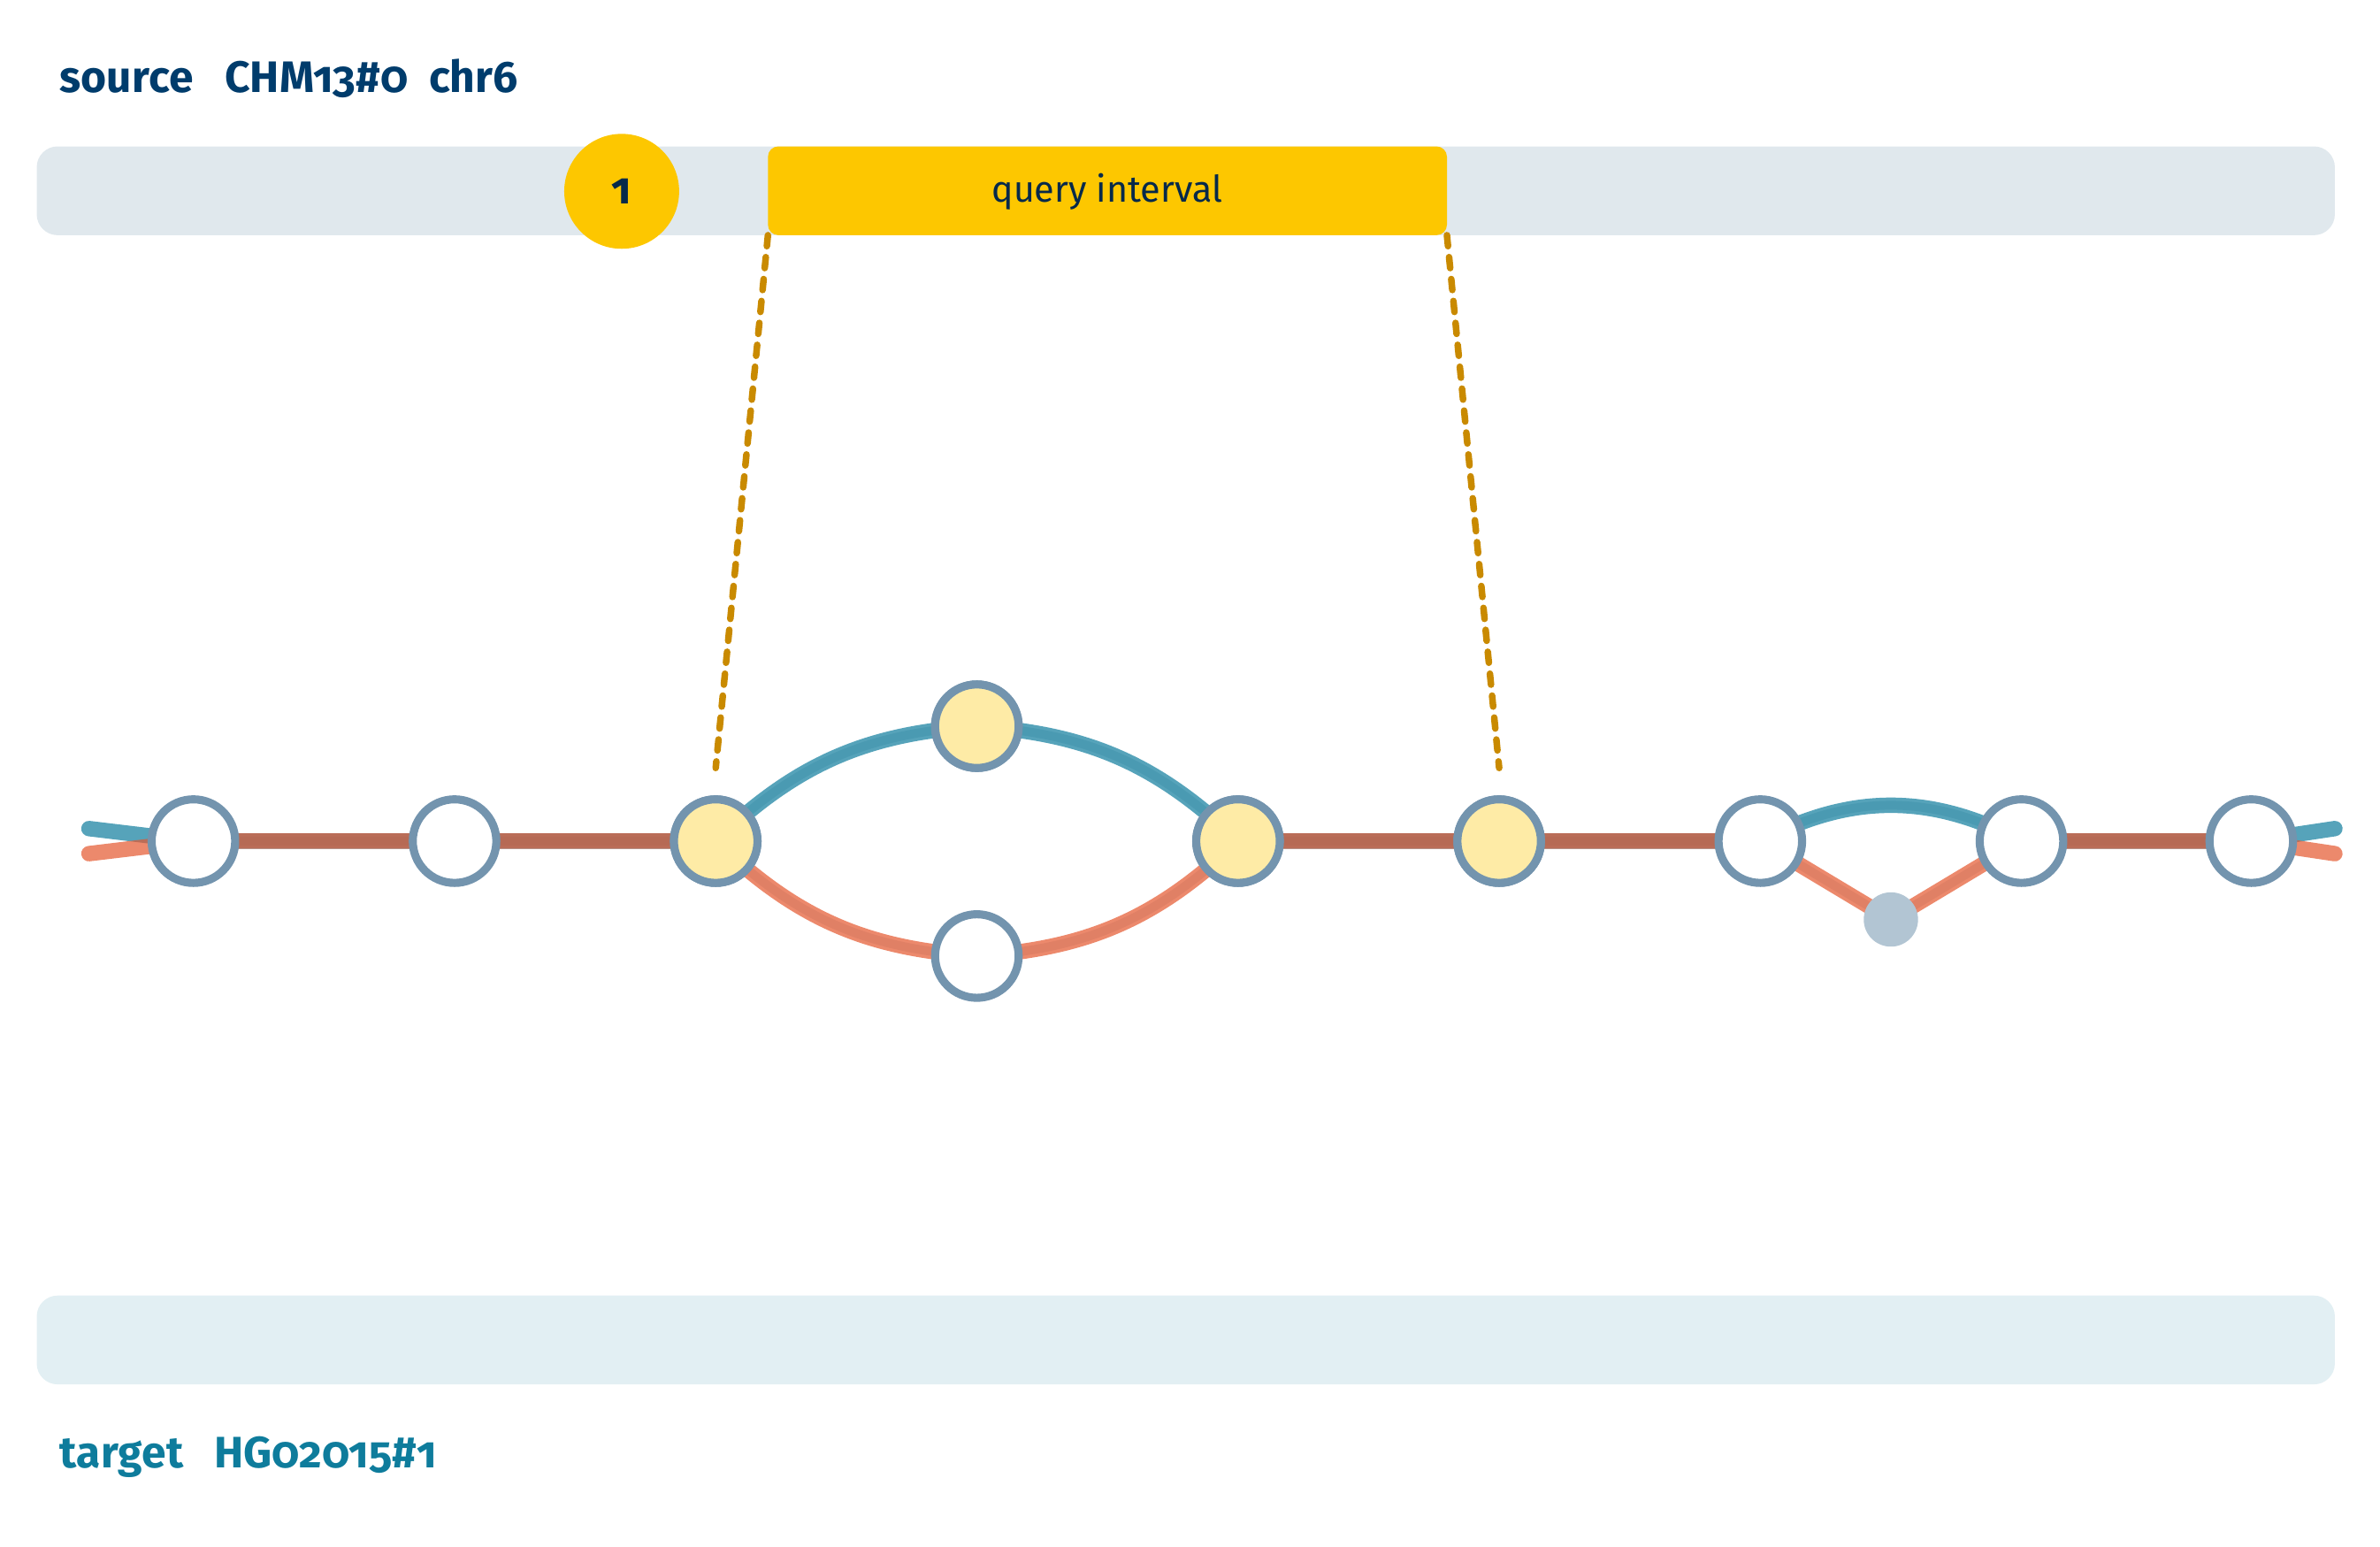 source CHM13#0 chr6
1
query interval
target HG02015#1